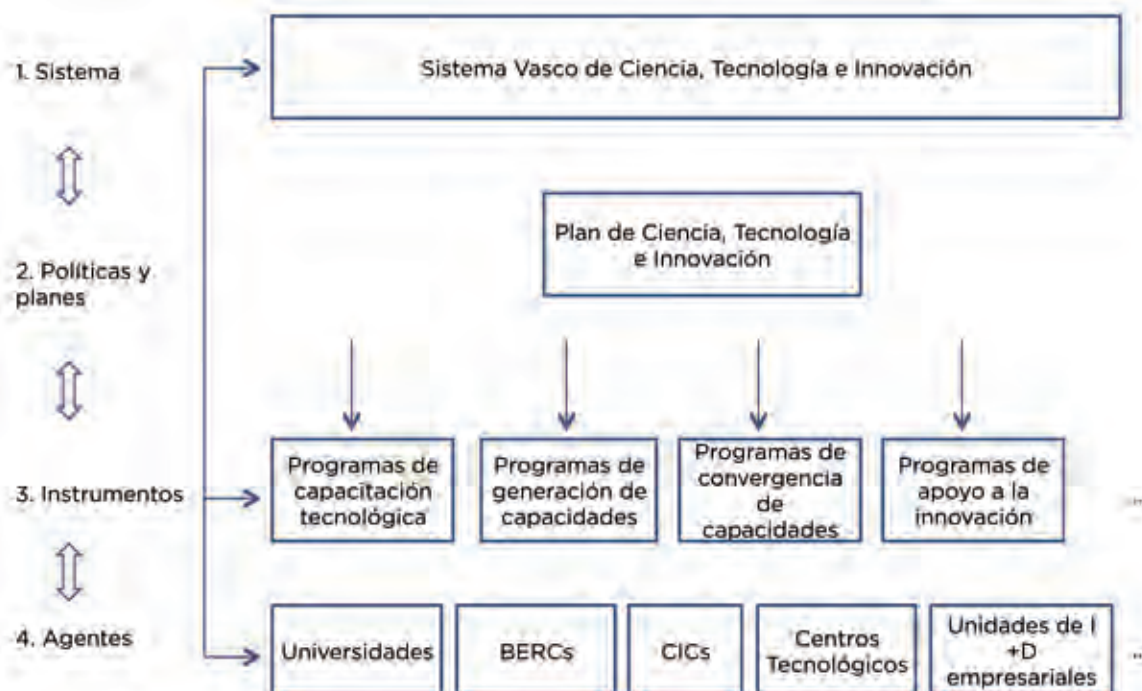 1. Sistema
Sistema Vasco de Ciencia, Tecnología e Innovación
2. Políticas y
planes
Plan de Ciencia, Tecnología
e Innovación
3. Instrumentos
Programas de
capacitación
tecnológica
Programas de
generación de
capacidades
Programas de
convergencia
de
capacidades
Programas de
apoyo a la
innovación
...
4. Agentes
Universidades
BERCs
CICs
Centros
Tecnológicos
Unidades de I
+D
empresariales
...